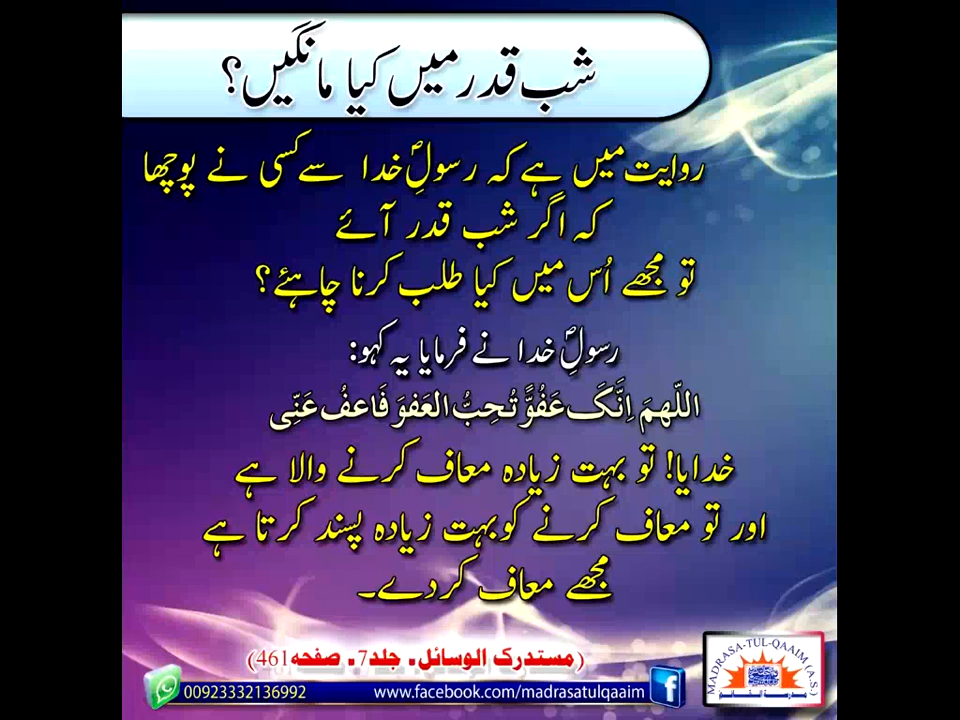 شب قدر میں کیا مانگیں؟
روایت میں ہے کہ رسولِؐ خدا سے کسی نے پوچھا
کہ اگر شب قدر آئے
تو مجھے اُس میں کیا طلب کرنا چاہئے؟
رسولِؐ خدا نے فرمایا یہ کہو:
اللّهمَ اِنَّکَ عَفُوٌّ تُحِبُّ العَفوَ فَاعفُ عَنِّی
خدایا! تو بہت زیادہ معاف کرنے والا ہے
اور تو معاف کرنے کو بہت زیادہ پسند کرتا ہے
مجھے معاف کردے۔
(مستدرک الوسائل۔ جلد7۔ صفحہ461)
00923332136992 www.facebook.com/madrasatulqaaim
MADRASA-TUL-QAAIM (A.S)
مدرسة القائم